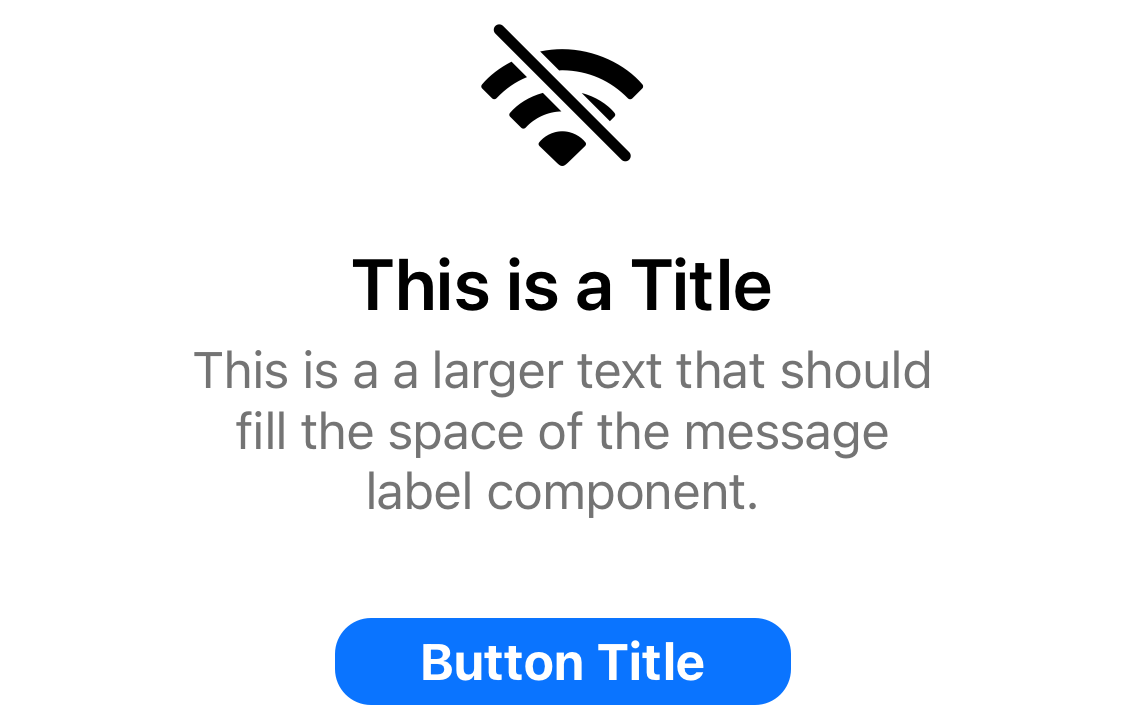 This is a Title
This is a a larger text that should
fill the space of the message
label component.
Button Title